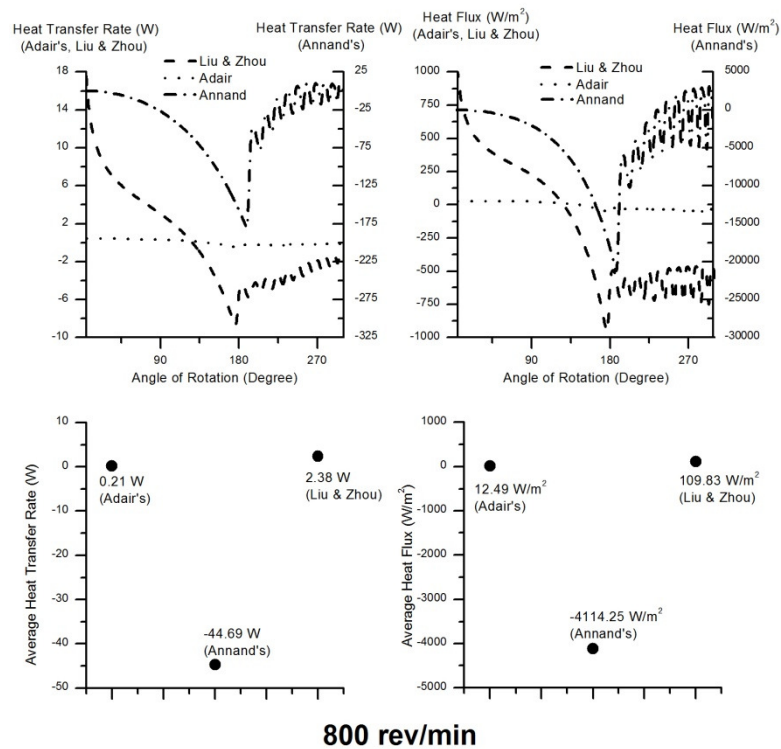 Heat Transfer Rate (W)
(Adair's, Liu & Zhou)
Heat Transfer Rate (W)
(Annand's)
Liu & Zhou
Adair
Annand
18
14
10
6
2
-2
-6
-10
25
-25
-75
-125
-175
-225
-275
-325
90
180
270
Angle of Rotation (Degree)
Heat Flux (W/m²)
(Adair's, Liu & Zhou)
Heat Flux (W/m²)
(Annand's)
Liu & Zhou
Adair
Annand
1000
750
500
250
0
-250
-500
-750
-1000
5000
0
-5000
-10000
-15000
-20000
-25000
-30000
90
180
270
Angle of Rotation (Degree)
Average Heat Transfer Rate (W)
10
0
-10
-20
-30
-40
-50
0.21 W
(Adair's)
2.38 W
(Liu & Zhou)
-44.69 W
(Annand's)
Average Heat Flux (W/m²)
1000
0
-1000
-2000
-3000
-4000
-5000
12.49 W/m²
(Adair's)
109.83 W/m²
(Liu & Zhou)
-4114.25 W/m²
(Annand's)
800 rev/min